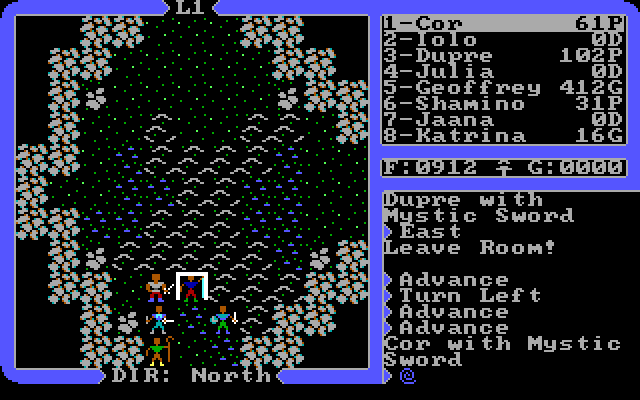 L1
1-Cor 61P
2-Iolo 0D
3-Dupre 102P
4-Julia 0D
5-Geoffrey 412G
6-Shamino 31P
7-Jaana 0D
8-Katrina 16G
F:0912 G:0000
Dupre with
Mystic Sword
East
Leave Room!
Advance
Turn Left
Advance
Advance
Cor with Mystic
Sword
DIR: North